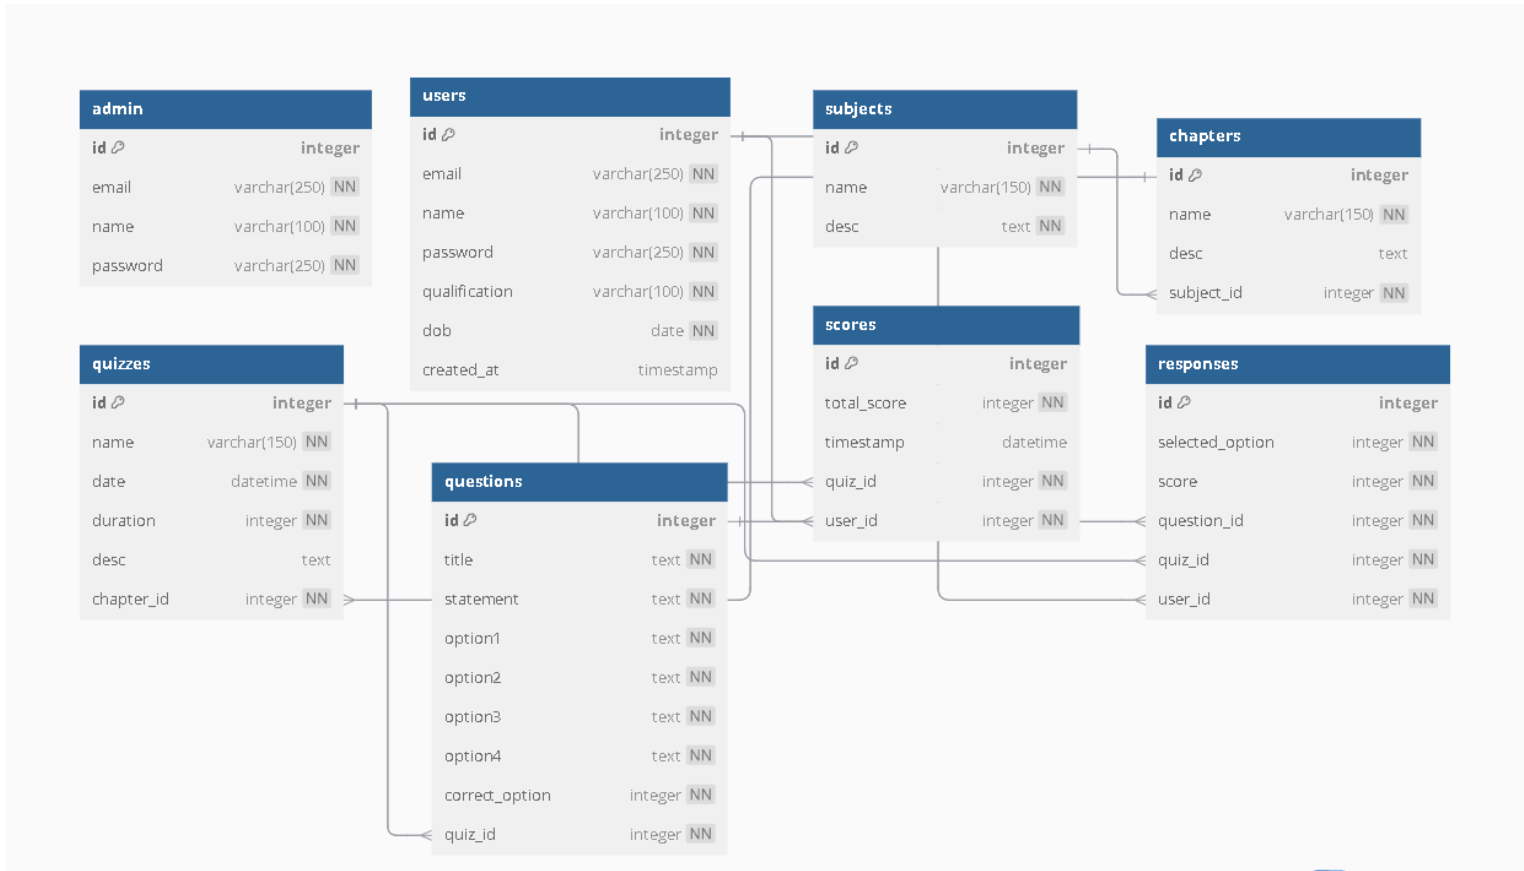 admin
id integer
email varchar(250) NN
name varchar(100) NN
password varchar(250) NN
users
id integer
email varchar(250) NN
name varchar(100) NN
password varchar(250) NN
qualification varchar(100) NN
dob date NN
created_at timestamp
subjects
id integer
name varchar(150) NN
desc text NN
chapters
id integer
name varchar(150) NN
desc text
subject_id integer NN
quizzes
id integer
name varchar(150) NN
date datetime NN
duration integer NN
desc text
chapter_id integer NN
questions
id integer
title text NN
statement text NN
option1 text NN
option2 text NN
option3 text NN
option4 text NN
correct_option integer NN
quiz_id integer NN
scores
id integer
total_score integer NN
timestamp datetime
quiz_id integer NN
user_id integer NN
responses
id integer
selected_option integer NN
score integer NN
question_id integer NN
quiz_id integer NN
user_id integer NN